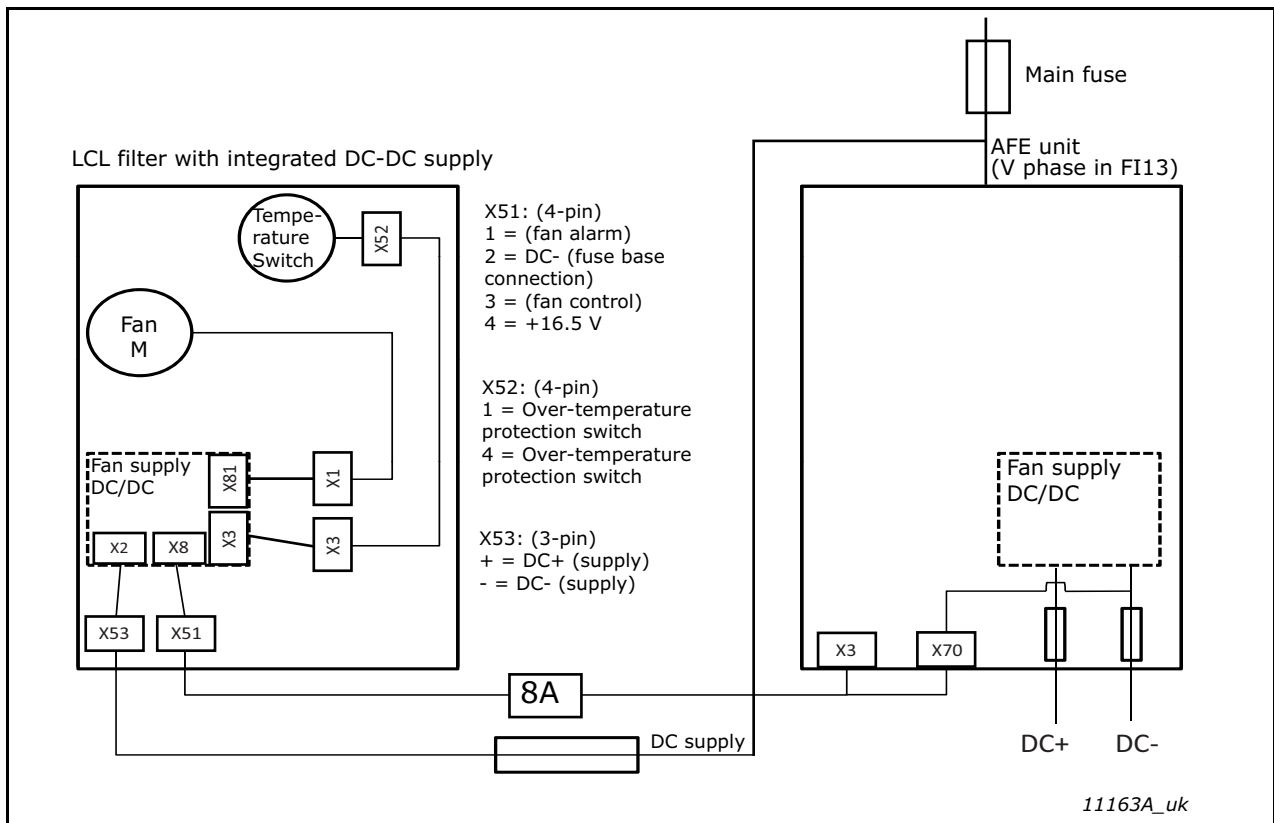 Main fuse
LCL filter with integrated DC-DC supply
AFE unit
(V phase in FI13)
Tempe-
rature
Switch
X52
X51: (4-pin)
1 = (fan alarm)
2 = DC- (fuse base
connection)
3 = (fan control)
4 = +16.5 V
Fan
M
X52: (4-pin)
1 = Over-temperature
protection switch
4 = Over-temperature
protection switch
Fan supply
DC/DC
X81
X1
X3
X3
X2
X8
X53: (3-pin)
+ = DC+ (supply)
- = DC- (supply)
Fan supply
DC/DC
X53
X51
X3
X70
8A
DC supply
DC+
DC-
11163A_uk